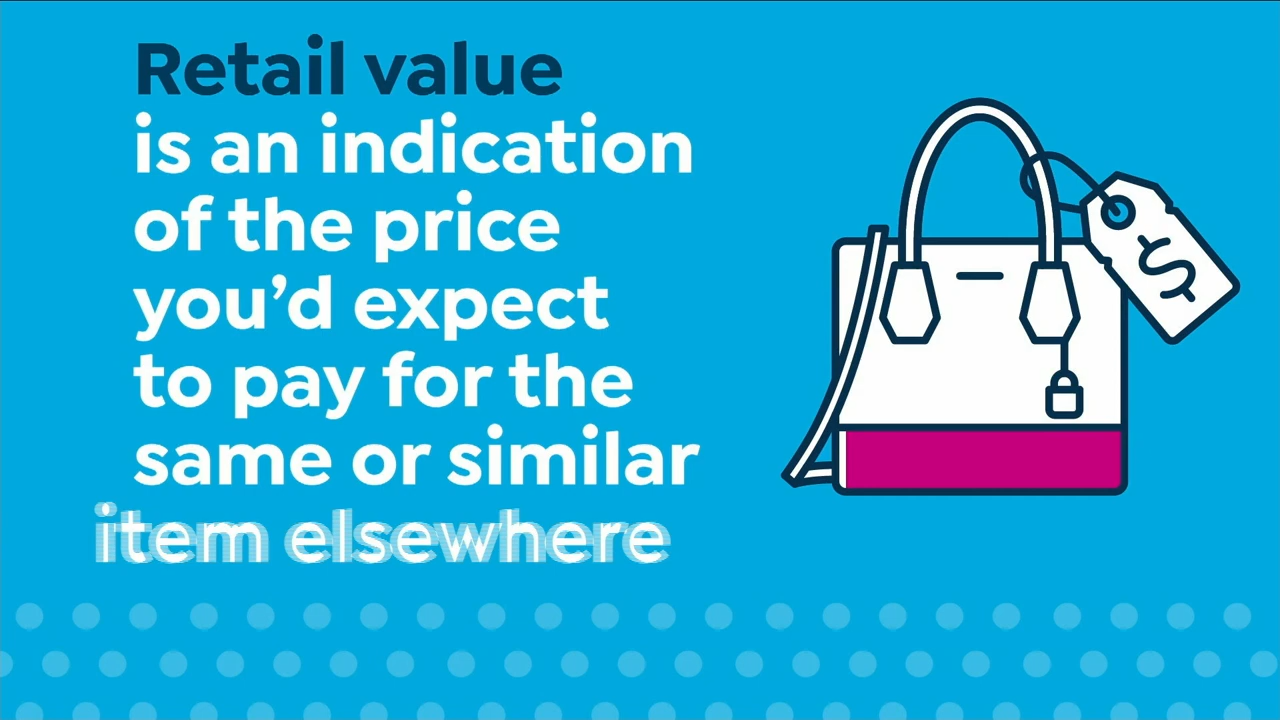 Retail value
is an indication
of the price
you’d expect
to pay for the
same or similar
item elsewhere
$